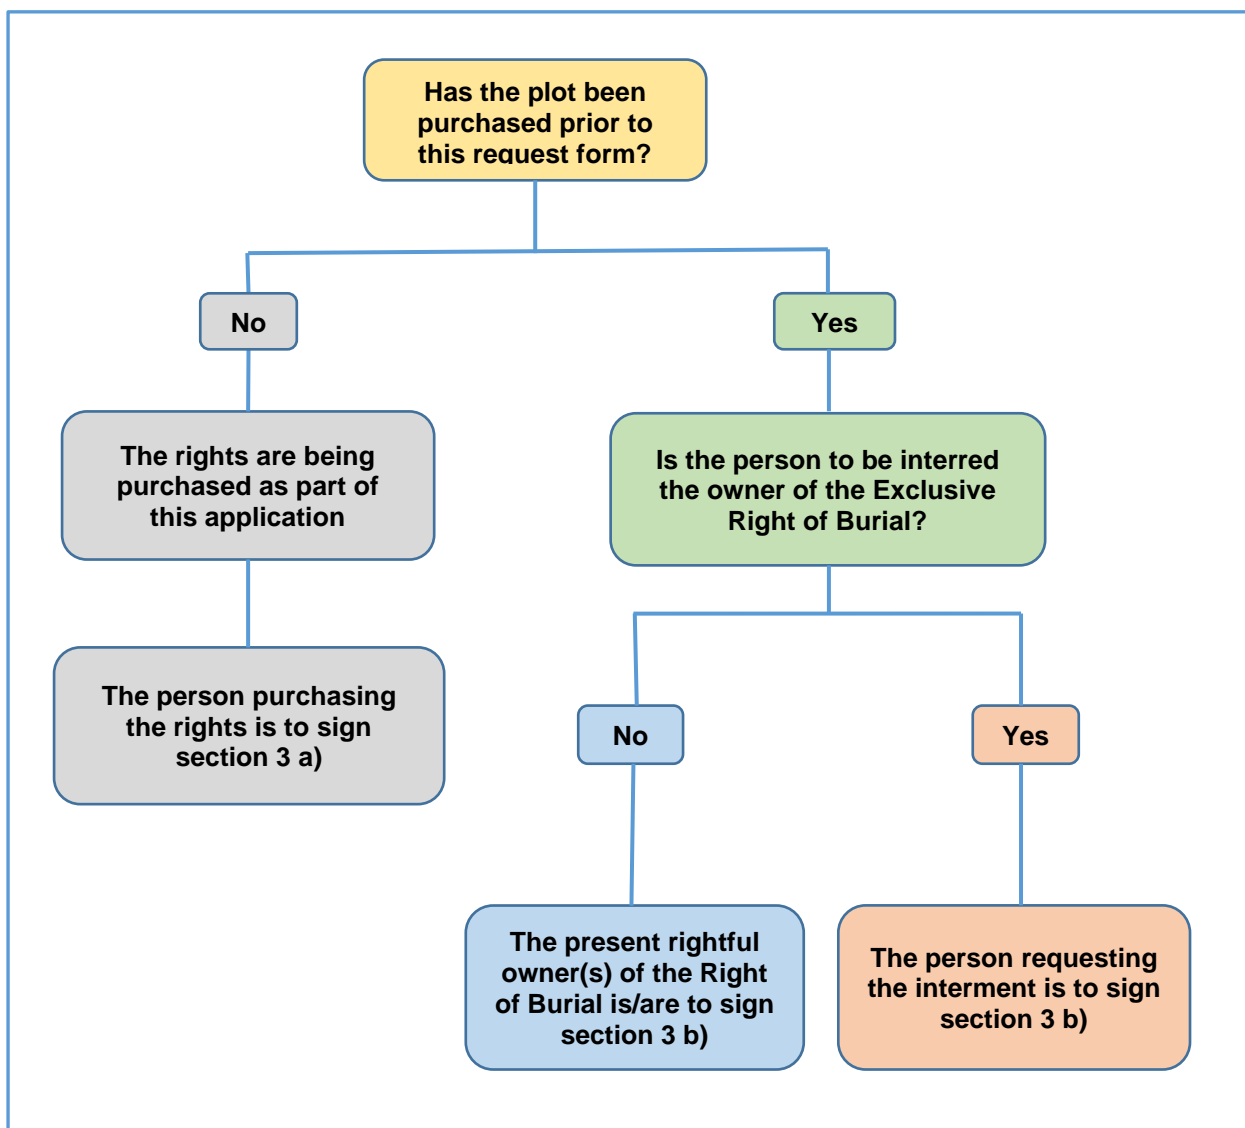 Has the plot been
purchased prior to
this request form?
No
Yes
The rights are being
purchased as part of
this application
Is the person to be interred
the owner of the Exclusive
Right of Burial?
The person purchasing
the rights is to sign
section 3 a)
No
Yes
The present rightful
owner(s) of the Right
of Burial is/are to sign
section 3 b)
The person requesting
the interment is to sign
section 3 b)